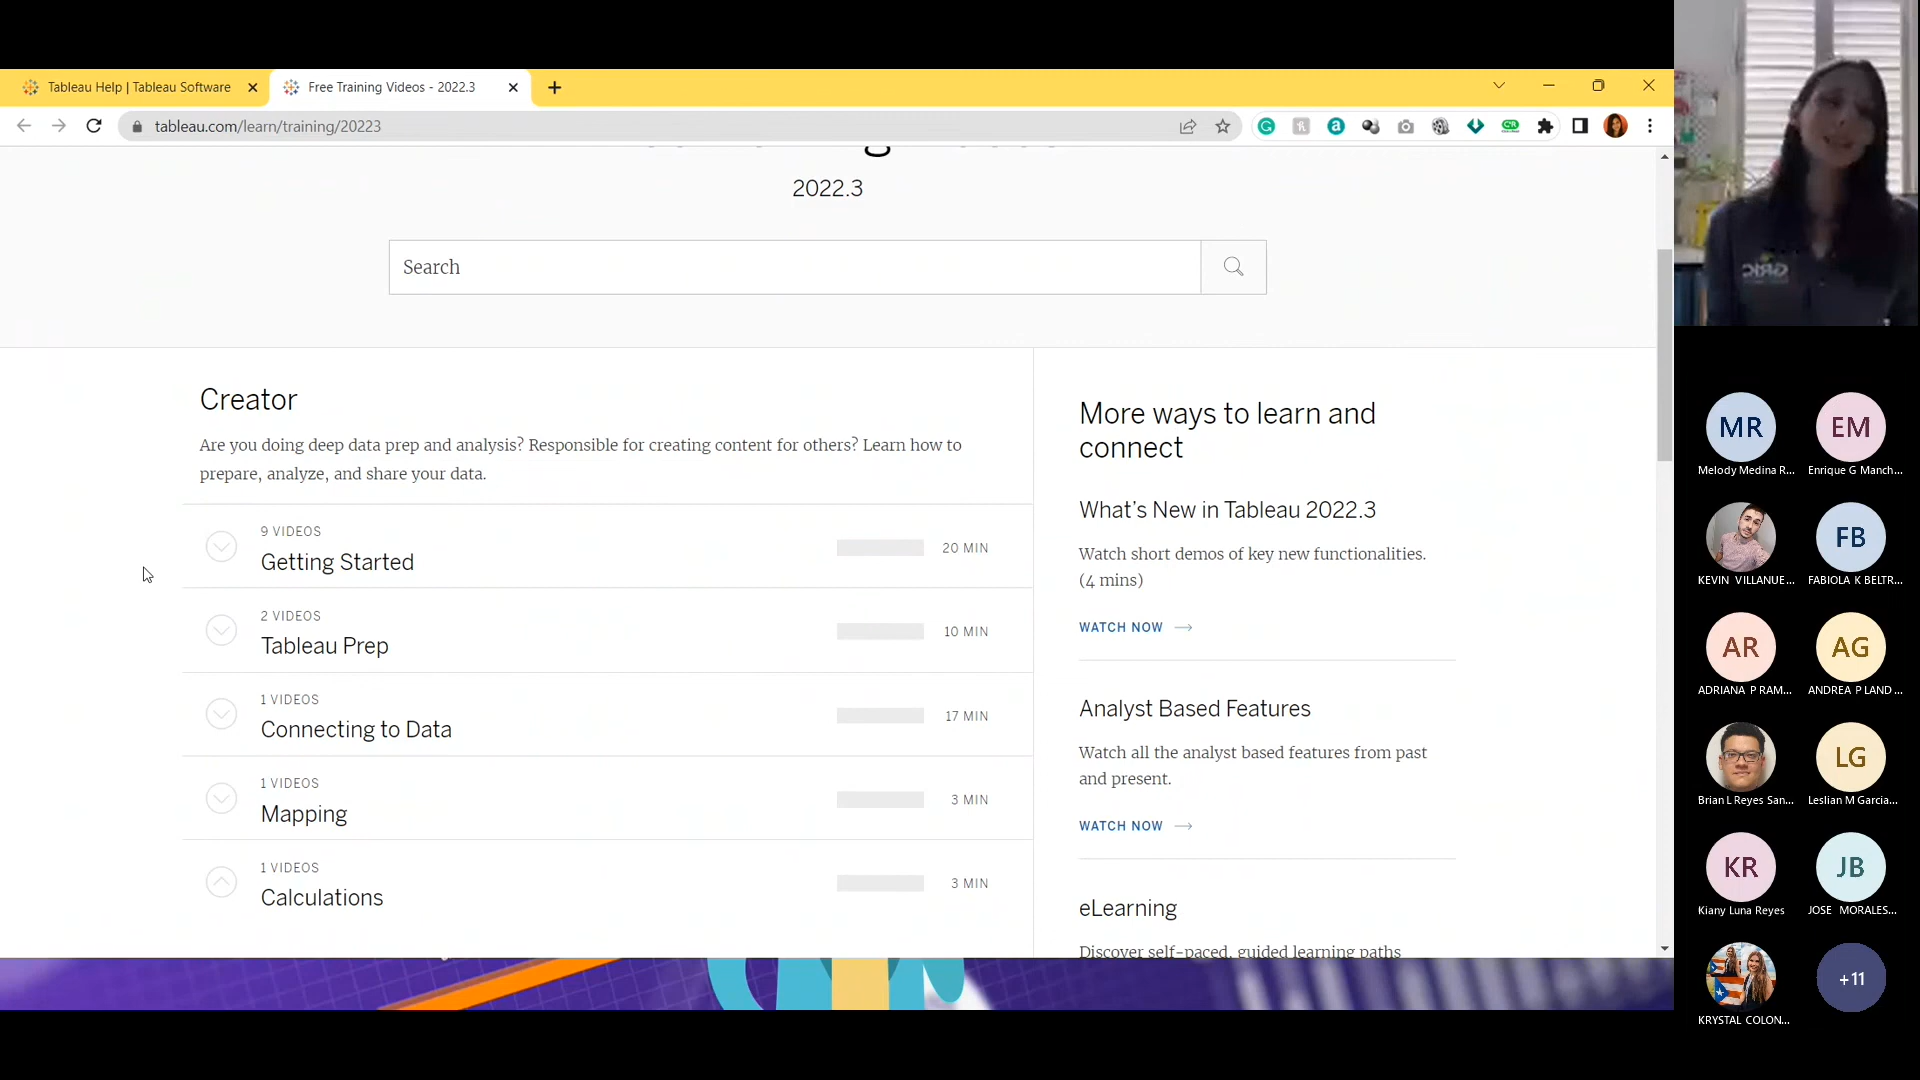 Tableau Help | Tableau Software
Free Training Videos - 2022.3
tableau.com/learn/training/20223
2022.3
Search
Creator
Are you doing deep data prep and analysis? Responsible for creating content for others? Learn how to
prepare, analyze, and share your data.
9 VIDEOS
Getting Started
20 MIN
2 VIDEOS
Tableau Prep
10 MIN
1 VIDEOS
Connecting to Data
17 MIN
1 VIDEOS
Mapping
3 MIN
1 VIDEOS
Calculations
3 MIN
More ways to learn and
connect
What's New in Tableau 2022.3
Watch short demos of key new functionalities.
(4 mins)
WATCH NOW
Analyst Based Features
Watch all the analyst based features from past
and present.
WATCH NOW
eLearning
Discover self-paced, guided learning paths
MR
Melody Medina R...
EM
Enrique G Manch...
KEVIN VILLANUE...
FB
FABIOLA K BELTR...
AR
ADRIANA P RAM...
AG
ANDREA P LAND...
Brian L Reyes San...
LG
Leslian M Garcia...
KR
Kiany Luna Reyes
JB
JOSE MORALES...
KRYSTAL COLON...
+11